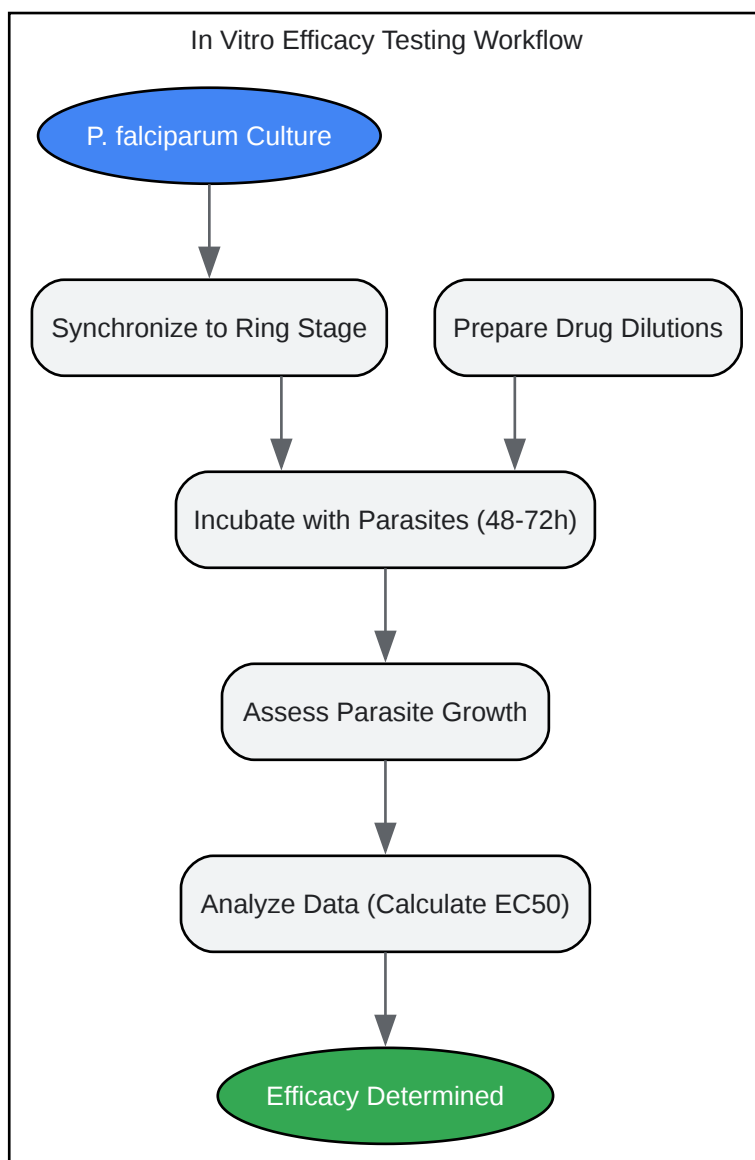 In Vitro Efficacy Testing Workflow
P. falciparum Culture
Synchronize to Ring Stage
Prepare Drug Dilutions
Incubate with Parasites (48-72h)
Assess Parasite Growth
Analyze Data (Calculate EC50)
Efficacy Determined